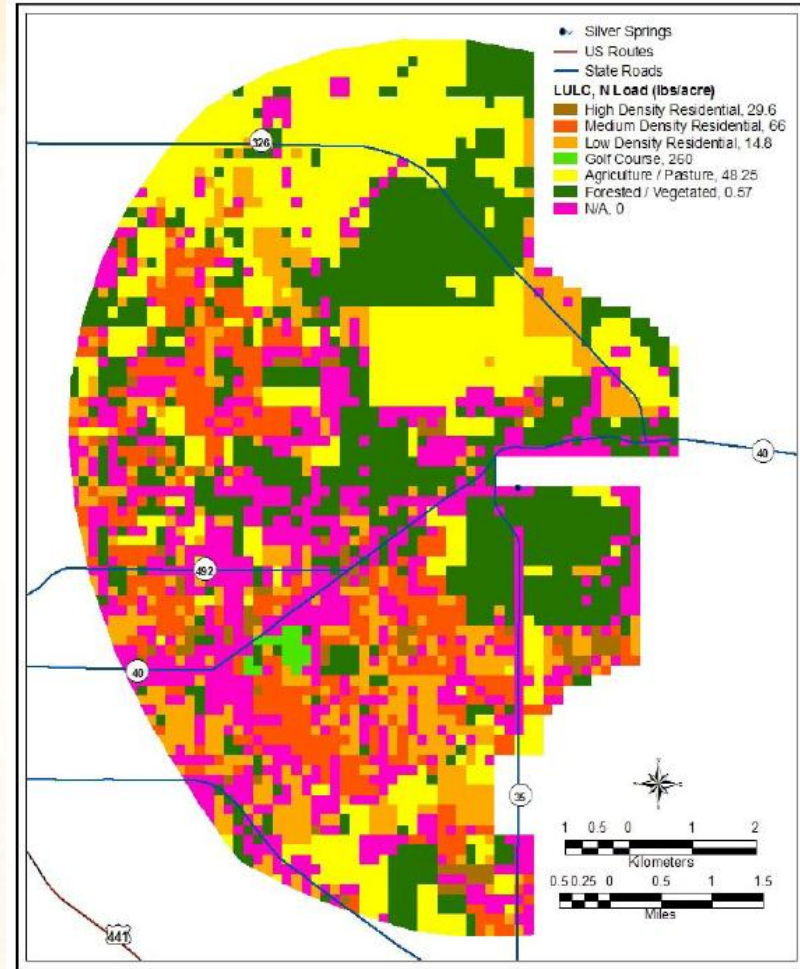 Silver Springs
US Routes
State Roads
LULC, N Load (lbs/acre)
High Density Residential, 29.6
Medium Density Residential, 66
Low Density Residential, 14.8
Golf Course, 260
Agriculture / Pasture, 48.25
Forested / Vegetated, 0.57
N/A, 0
326
40
492
40
35
1 0.5 0 1 2
Kilometers
0.5 0.25 0 0.5 1 1.5
Miles
441